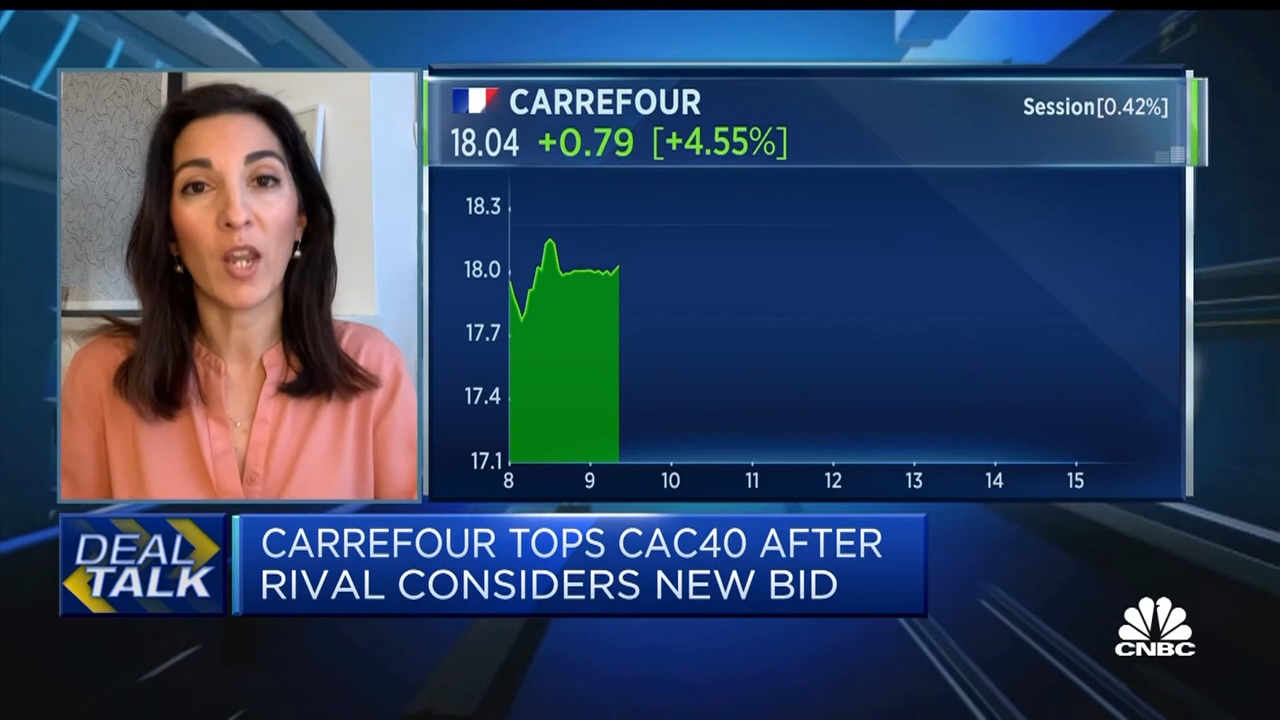 CARREFOUR
Session[0.42%]
18.04 +0.79 [+4.55%]
18.3
18.0
17.7
17.4
17.1
8 9 10 11 12 13 14 15
DEAL
TALK
CARREFOUR TOPS CAC40 AFTER
RIVAL CONSIDERS NEW BID
CNBC